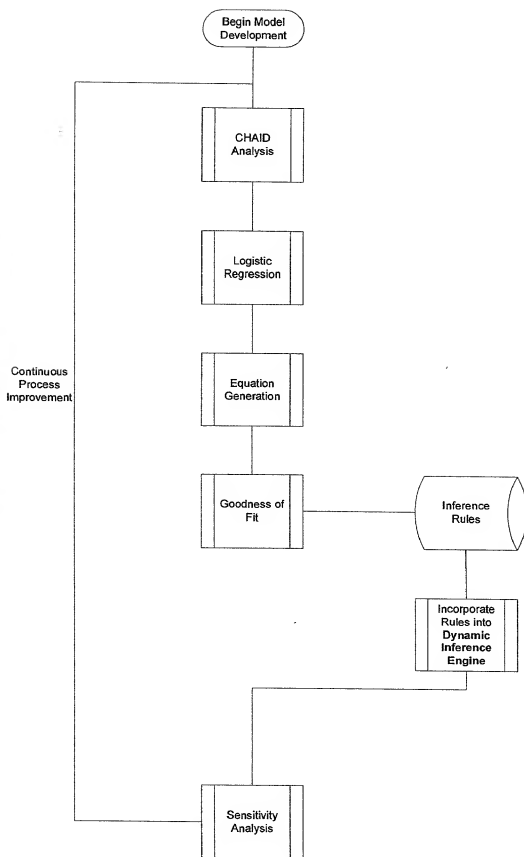 Begin Model
Development
CHAID
Analysis
Logistic
Regression
Continuous
Process
Improvement
Equation
Generation
Goodness of
Fit
Inference
Rules
Incorporate
Rules into
Dynamic
Inference
Engine
Sensitivity
Analysis